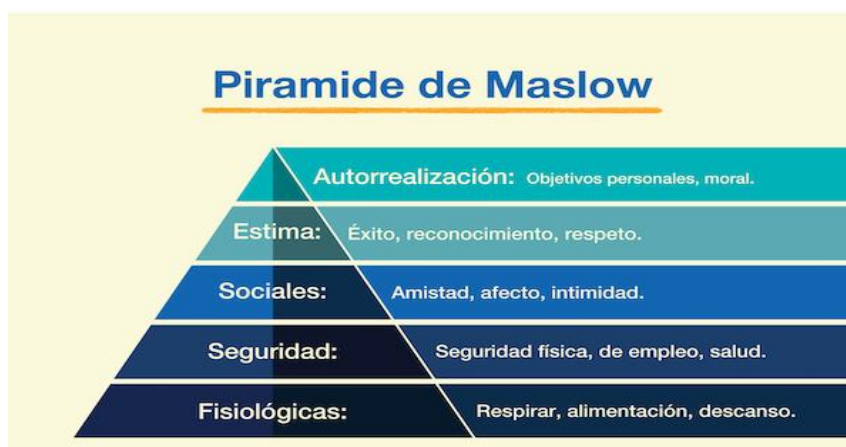 Piramide de Maslow
Autorrealización: Objetivos personales, moral.
Estima: Éxito, reconocimiento, respeto.
Sociales: Amistad, afecto, intimidad.
Seguridad: Seguridad física, de empleo, salud.
Fisiológicas: Respirar, alimentación, descanso.